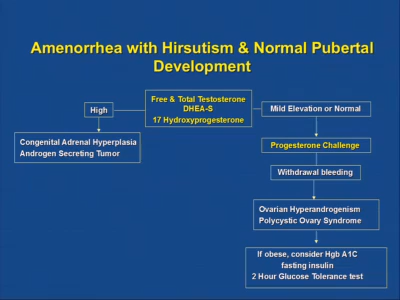 Amenorrhea with Hirsutism & Normal Pubertal
Development
Free & Total Testosterone
DHEA-S
17 Hydroxyprogesterone
High
Mild Elevation or Normal
Congenital Adrenal Hyperplasia
Androgen Secreting Tumor
Progesterone Challenge
Withdrawal bleeding
Ovarian Hyperandrogenism
Polycystic Ovary Syndrome
If obese, consider Hgb A1C
fasting insulin
2 Hour Glucose Tolerance test